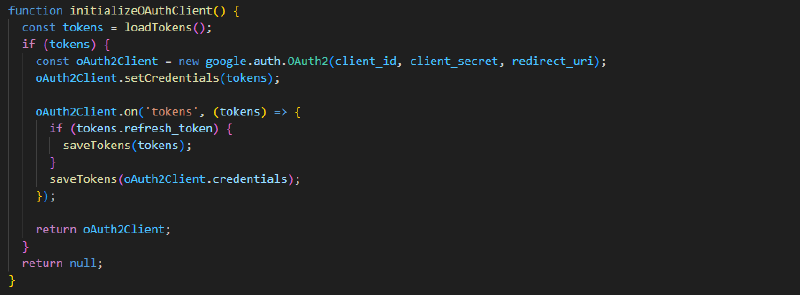 function initializeOAuthClient() {
  const tokens = loadTokens();
  if (tokens) {
    const oAuth2Client = new google.auth.OAuth2(client_id, client_secret, redirect_uri);
    oAuth2Client.setCredentials(tokens);

    oAuth2Client.on('tokens', (tokens) => {
      if (tokens.refresh_token) {
        saveTokens(tokens);
      }
      saveTokens(oAuth2Client.credentials);
    });

    return oAuth2Client;
  }
  return null;
}